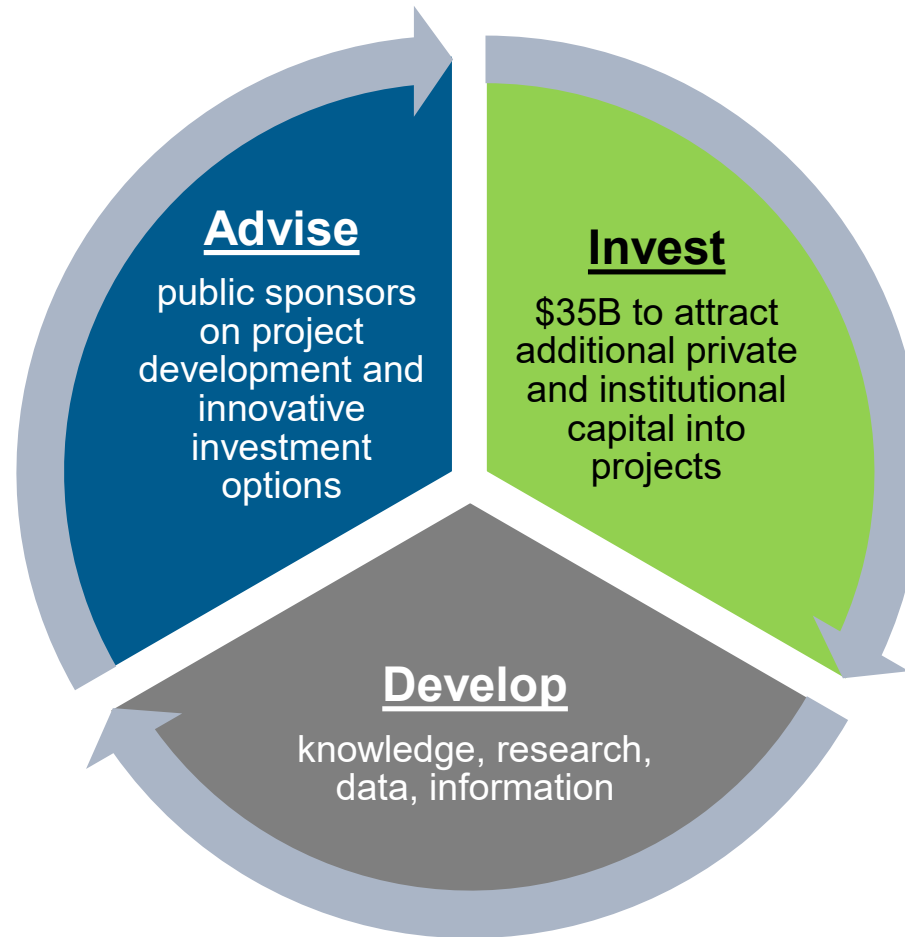 Advise
public sponsors
on project
development and
innovative
investment
options
Invest
$35B to attract
additional private
and institutional
capital into
projects
Develop
knowledge, research,
data, information